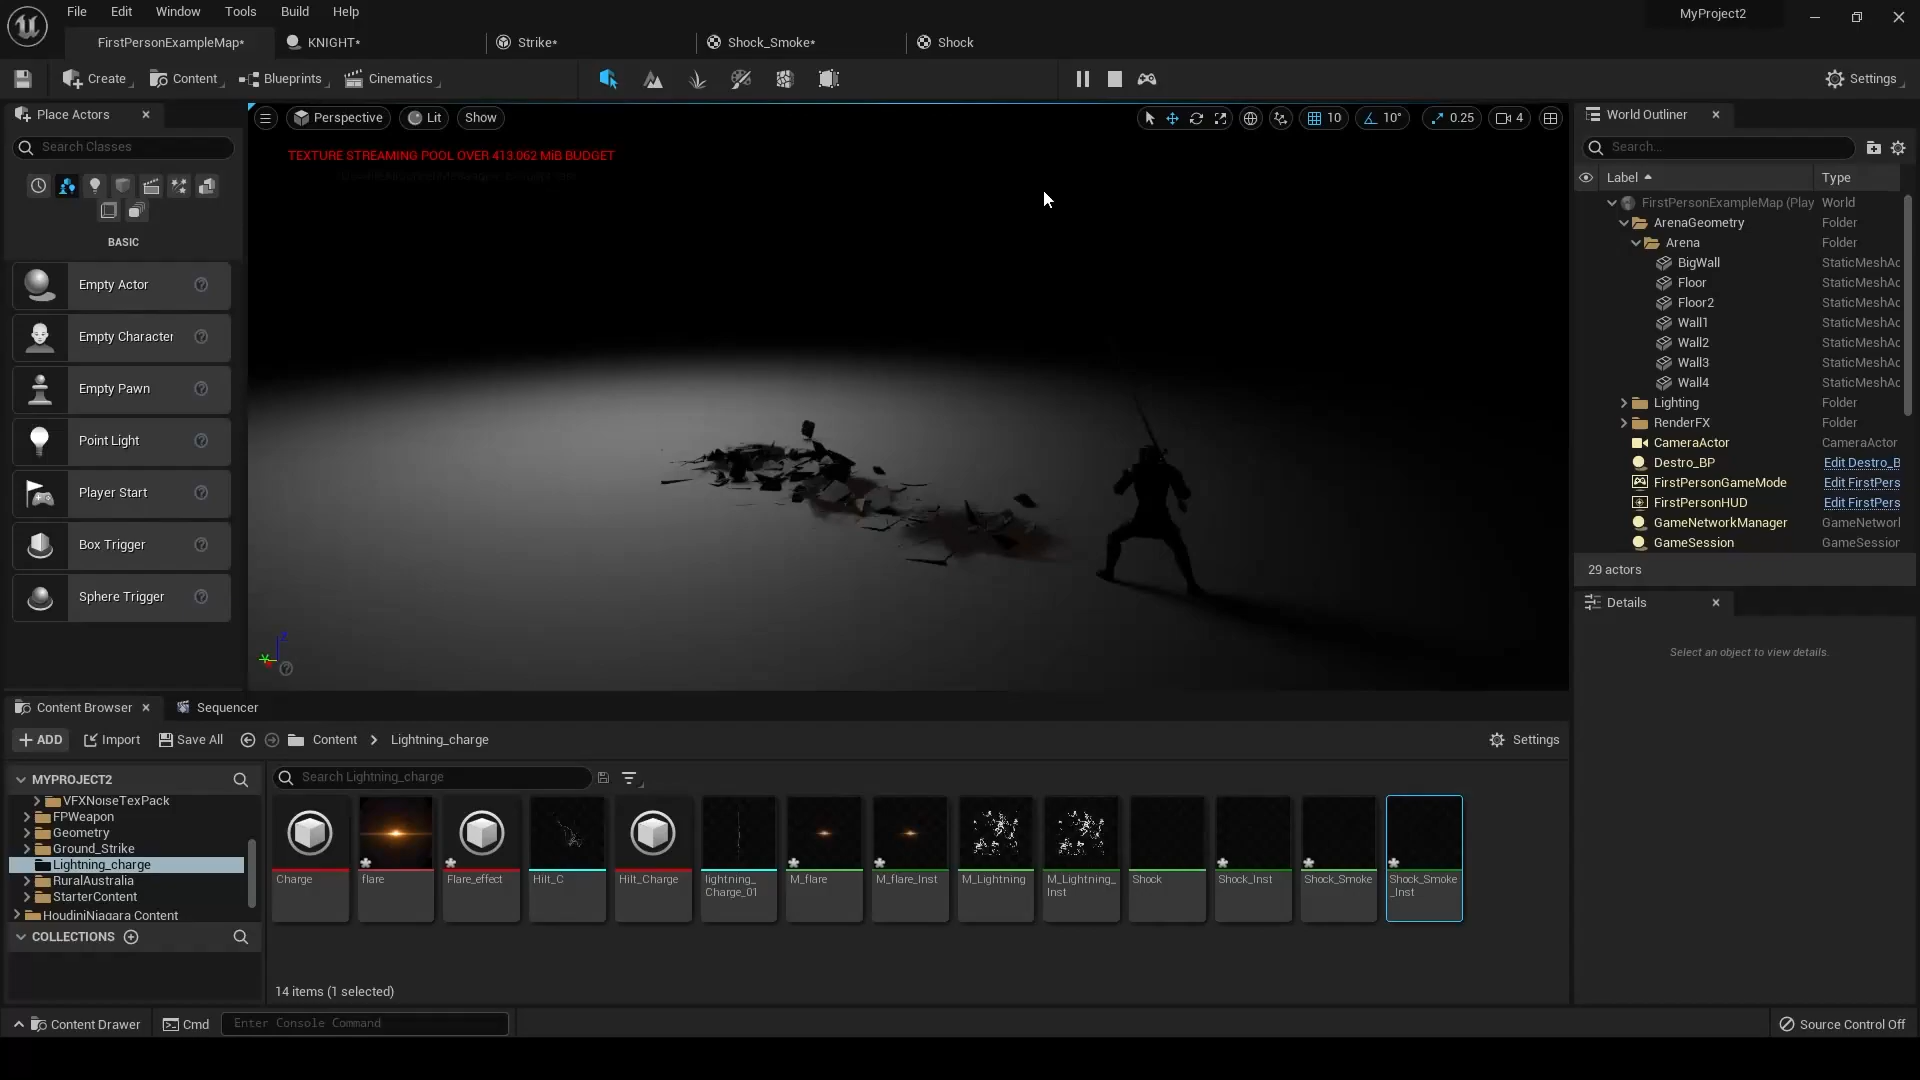 File Edit Window Tools Build Help
MyProject2
FirstPersonExampleMap*
KNIGHT*
Strike*
Shock_Smoke*
Shock
Create
Content
Blueprints
Cinematics
Settings
Place Actors
Search Classes
BASIC
Empty Actor
Empty Character
Empty Pawn
Point Light
Player Start
Box Trigger
Sphere Trigger
Perspective
Lit
Show
10
10°
0.25
4
TEXTURE STREAMING POOL OVER 413.062 MiB BUDGET
World Outliner
Search...
Label
Type
FirstPersonExampleMap (Play World
ArenaGeometry Folder
Arena Folder
BigWall StaticMeshAc
Floor StaticMeshAc
Floor2 StaticMeshAc
Wall1 StaticMeshAc
Wall2 StaticMeshAc
Wall3 StaticMeshAc
Wall4 StaticMeshAc
Lighting Folder
RenderFX Folder
CameraActor CameraActor
Destro_BP Edit Destro_B
FirstPersonGameMode Edit FirstPers
FirstPersonHUD Edit FirstPers
GameNetworkManager GameNetworl
GameSession GameSession
29 actors
Details
Select an object to view details.
Content Browser
Sequencer
ADD
Import
Save All
Content
Lightning_charge
Settings
MYPROJECT2
VFXNoiseTexPack
FPWeapon
Geometry
Ground_Strike
Lightning_charge
RuralAustralia
StarterContent
HoudiniNiagara Content
COLLECTIONS
Search Lightning_charge
Charge
flare
Flare_effect
Hilt_C
Hilt_Charge
lightning_
Charge_01
M_flare
M_flare_Inst
M_Lightning
M_Lightning_
Inst
Shock
Shock_Inst
Shock_Smoke
Shock_Smoke
_Inst
14 items (1 selected)
Content Drawer
Cmd
Enter Console Command
Source Control Off